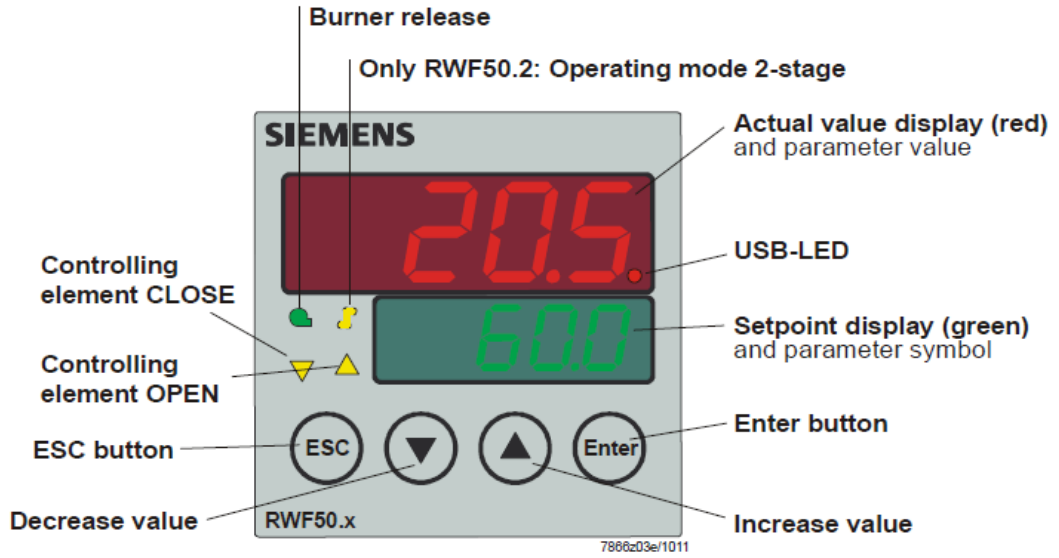 Burner release
Only RWF50.2: Operating mode 2-stage
SIEMENS
Actual value display (red)
and parameter value
20.5.
USB-LED
Controlling
element CLOSE
60.0
Setpoint display (green)
and parameter symbol
Controlling
element OPEN
ESC button
ESC
Enter
Enter button
Decrease value
RWF50.x
Increase value
7866z03e/1011